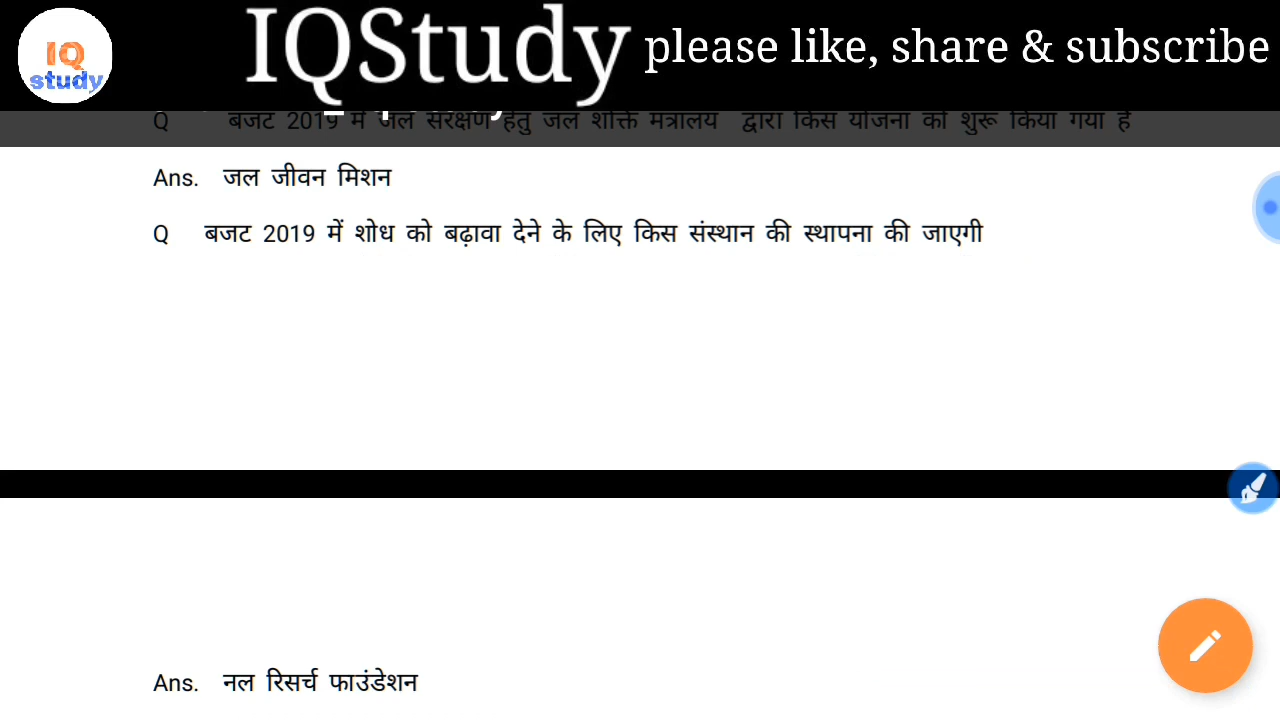 IQ
study
IQStudy please like, share & subscribe
Q बजट 2019 में जल संरक्षण हेतु जल शक्ति मंत्रालय द्वारा किस योजना को शुरू किया गया है
Ans. जल जीवन मिशन
Q बजट 2019 में शोध को बढ़ावा देने के लिए किस संस्थान की स्थापना की जाएगी
Ans. नल रिसर्च फाउंडेशन